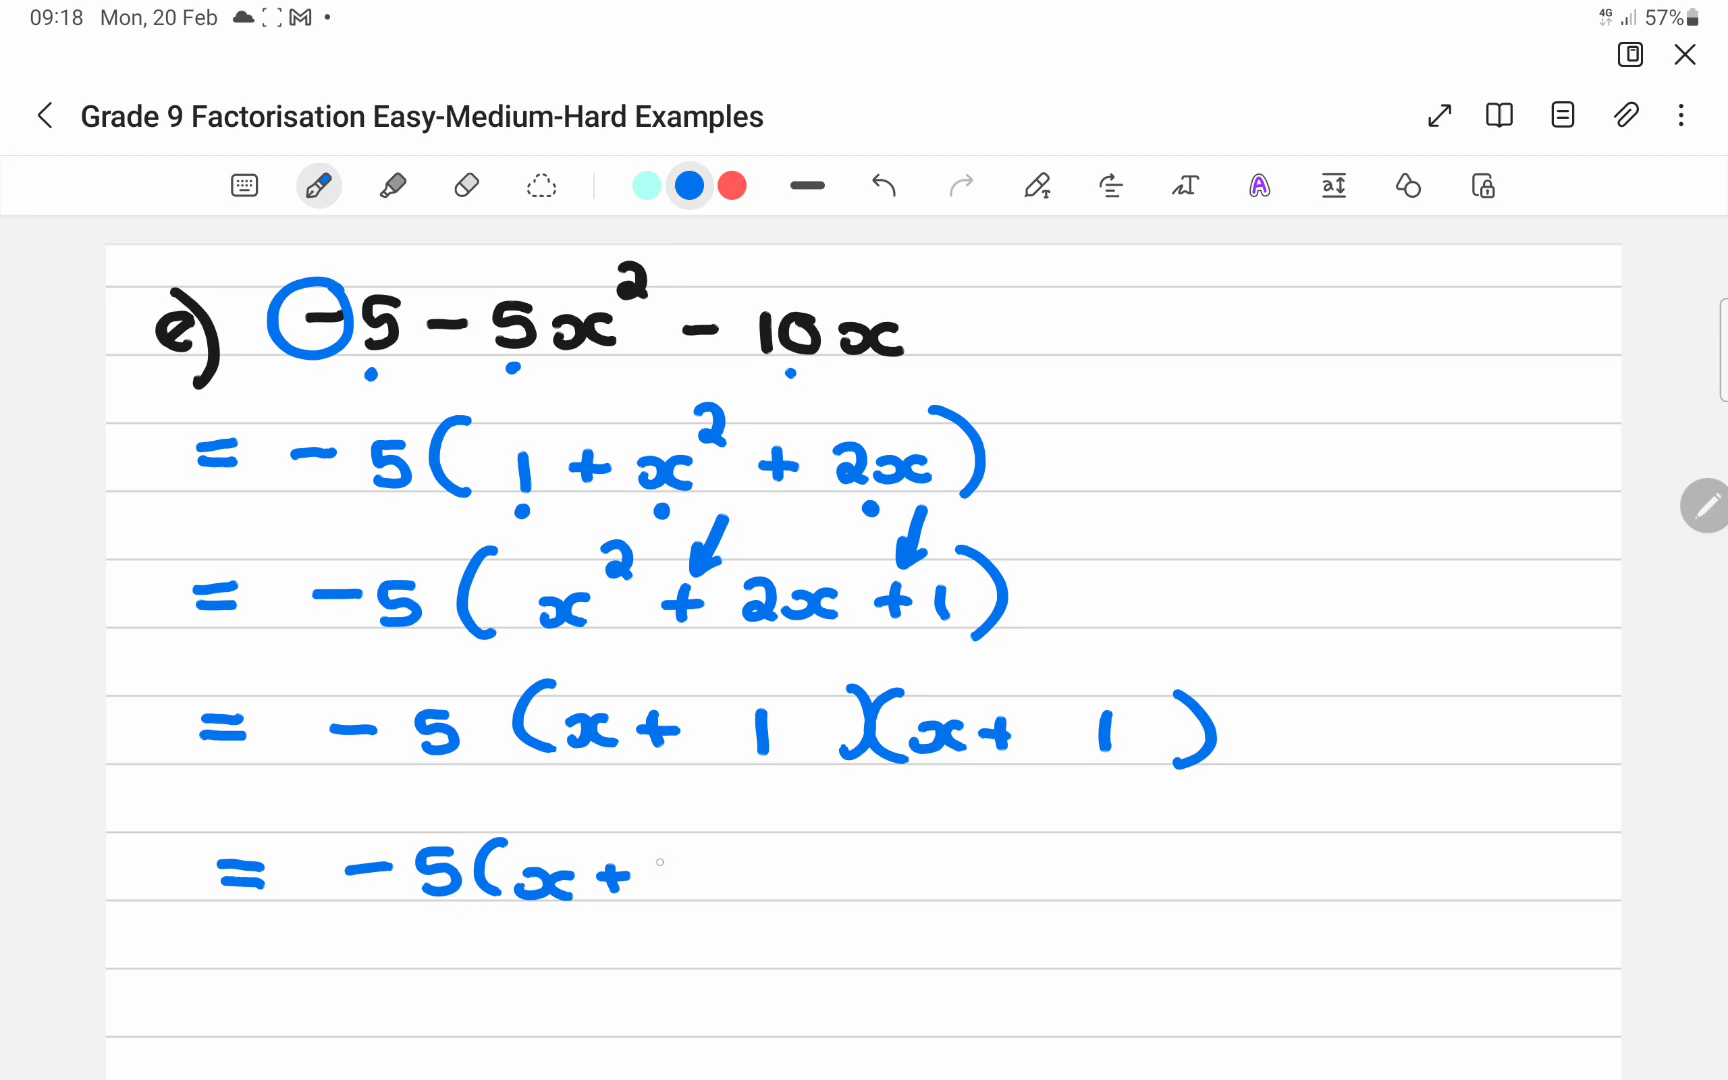 09:18 Mon, 20 Feb 4G 57%
Grade 9 Factorisation Easy-Medium-Hard Examples
e) -5 - 5x² - 10x
= -5(1 + x² + 2x)
= -5(x² + 2x + 1)
= -5(x + 1)(x + 1)
= -5(x +